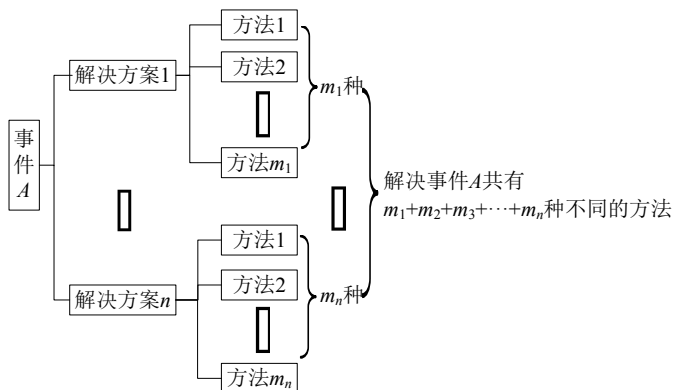 事件A
解决方案1
方法1
方法2
方法m₁
m₁种
解决方案n
方法1
方法2
方法mₙ
mₙ种
解决事件A共有
m₁+m₂+m₃+⋯+mₙ种不同的方法